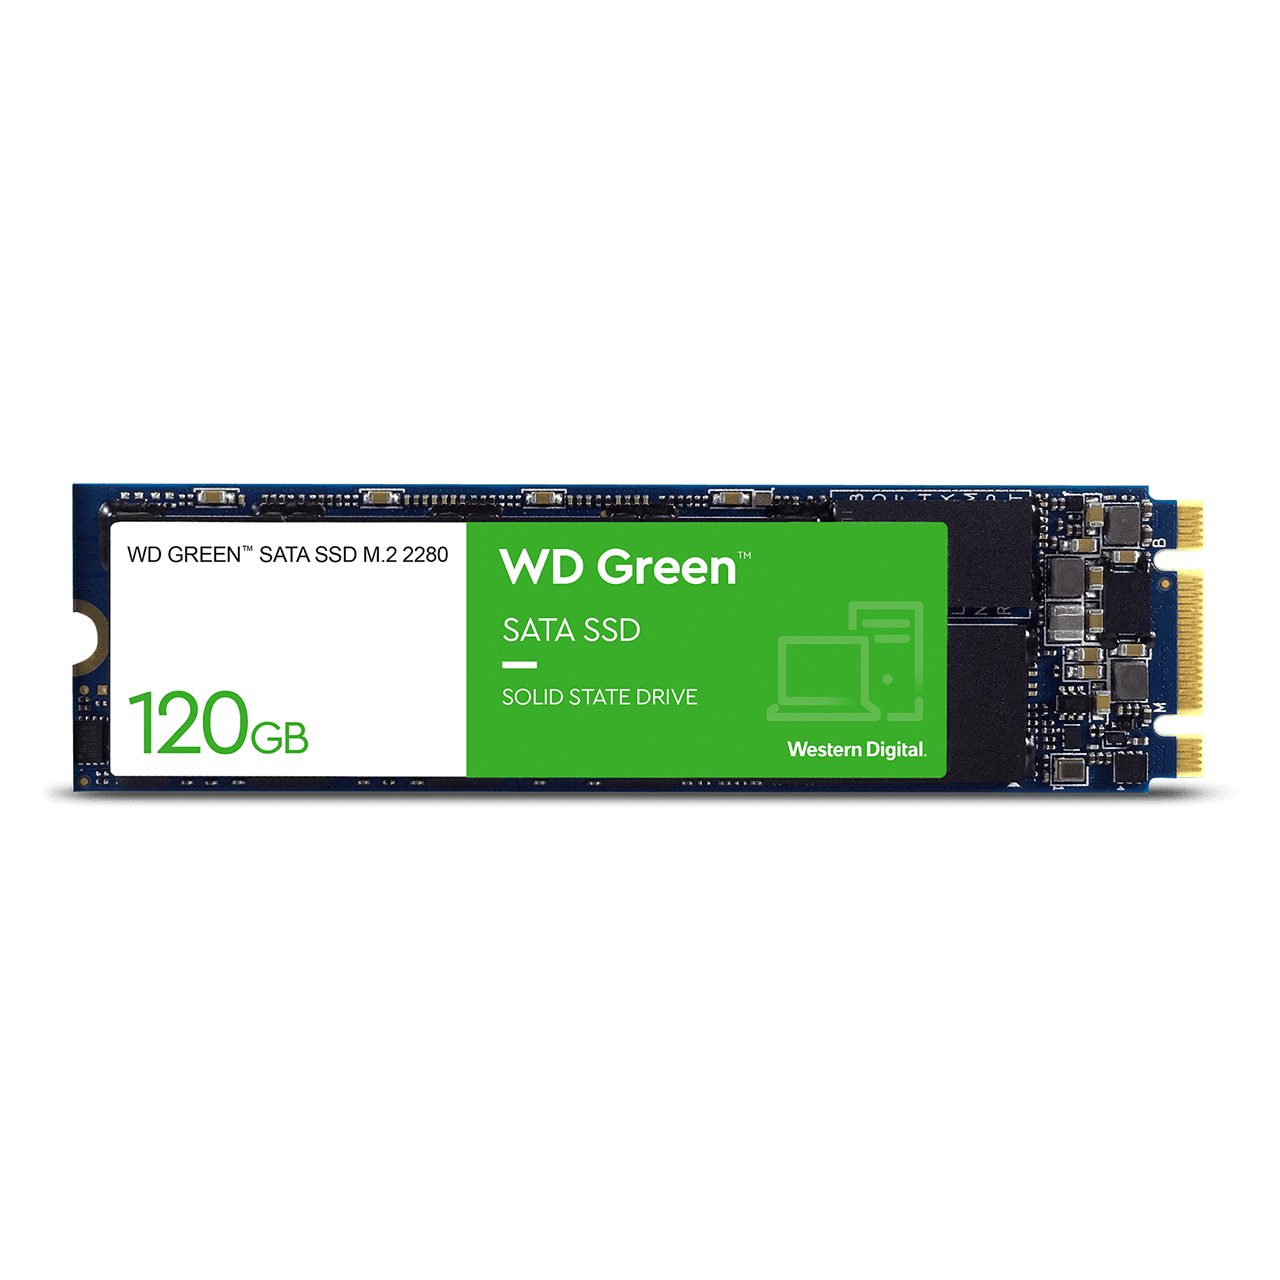 WD GREEN™ SATA SSD M.2 2280
120GB
WD Green™
SATA SSD
SOLID STATE DRIVE
Western Digital.
B
M